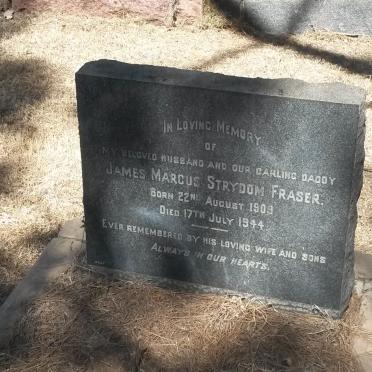 In Loving Memory
of
my beloved husband and our darling daddy
James Marcus Strydom Fraser.
Born 22nd August 1909
Died 17th July 1944.
Ever remembered by his loving wife and sons
Always in our hearts.